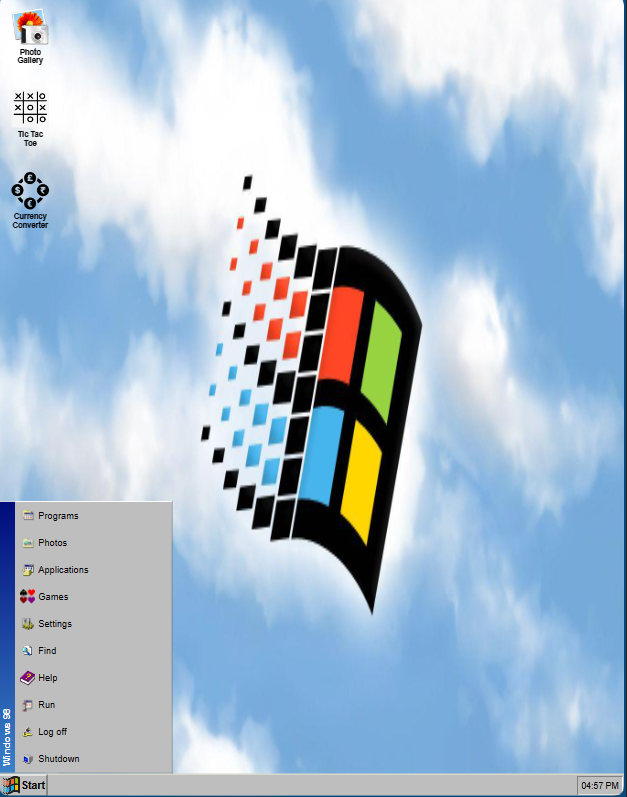 Photo
Gallery
Tic Tac
Toe
Currency
Converter
Programs
Photos
Applications
Games
Settings
Find
Help
Run
Log off
Shutdown
Windows 98
Start
04:57 PM